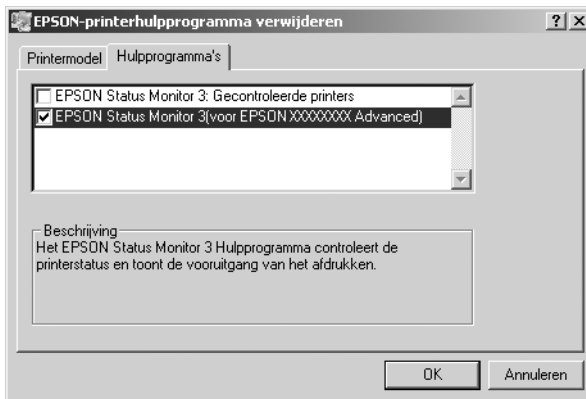 EPSON-printerhulpprogramma verwijderen
Printermodel Hulpprogramma's
EPSON Status Monitor 3: Gecontroleerde printers
EPSON Status Monitor 3(voor EPSON XXXXXXXX Advanced)
Beschrijving
Het EPSON Status Monitor 3 Hulpprogramma controleert de
printerstatus en toont de vooruitgang van het afdrukken.
OK Annuleren